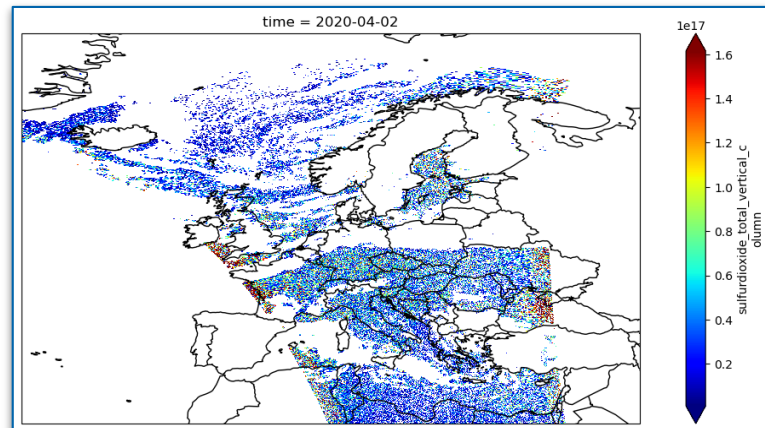 time = 2020-04-02
1e17
1.6
1.4
1.2
1.0
0.8
0.6
0.4
0.2
sulfurdioxide_total_vertical_c
olumn